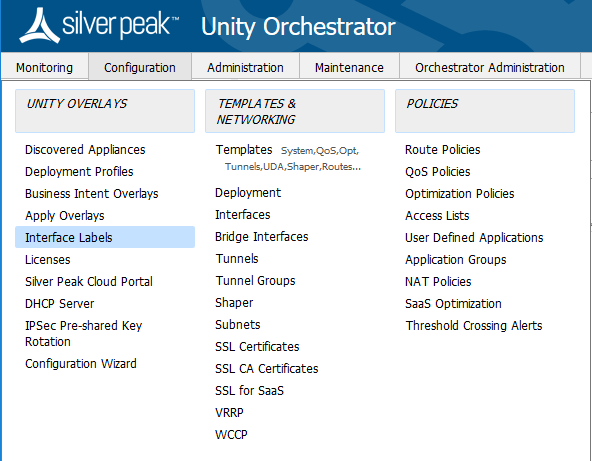 silver peak™ Unity Orchestrator
Monitoring Configuration Administration Maintenance Orchestrator Administration
UNITY OVERLAYS
Discovered Appliances
Deployment Profiles
Business Intent Overlays
Apply Overlays
Interface Labels
Licenses
Silver Peak Cloud Portal
DHCP Server
IPSec Pre-shared Key
Rotation
Configuration Wizard
TEMPLATES &
NETWORKING
Templates System,QoS,Opt,
Tunnels,UDA,Shaper,Routes...
Deployment
Interfaces
Bridge Interfaces
Tunnels
Tunnel Groups
Shaper
Subnets
SSL Certificates
SSL CA Certificates
SSL for SaaS
VRRP
WCCP
POLICIES
Route Policies
QoS Policies
Optimization Policies
Access Lists
User Defined Applications
Application Groups
NAT Policies
SaaS Optimization
Threshold Crossing Alerts